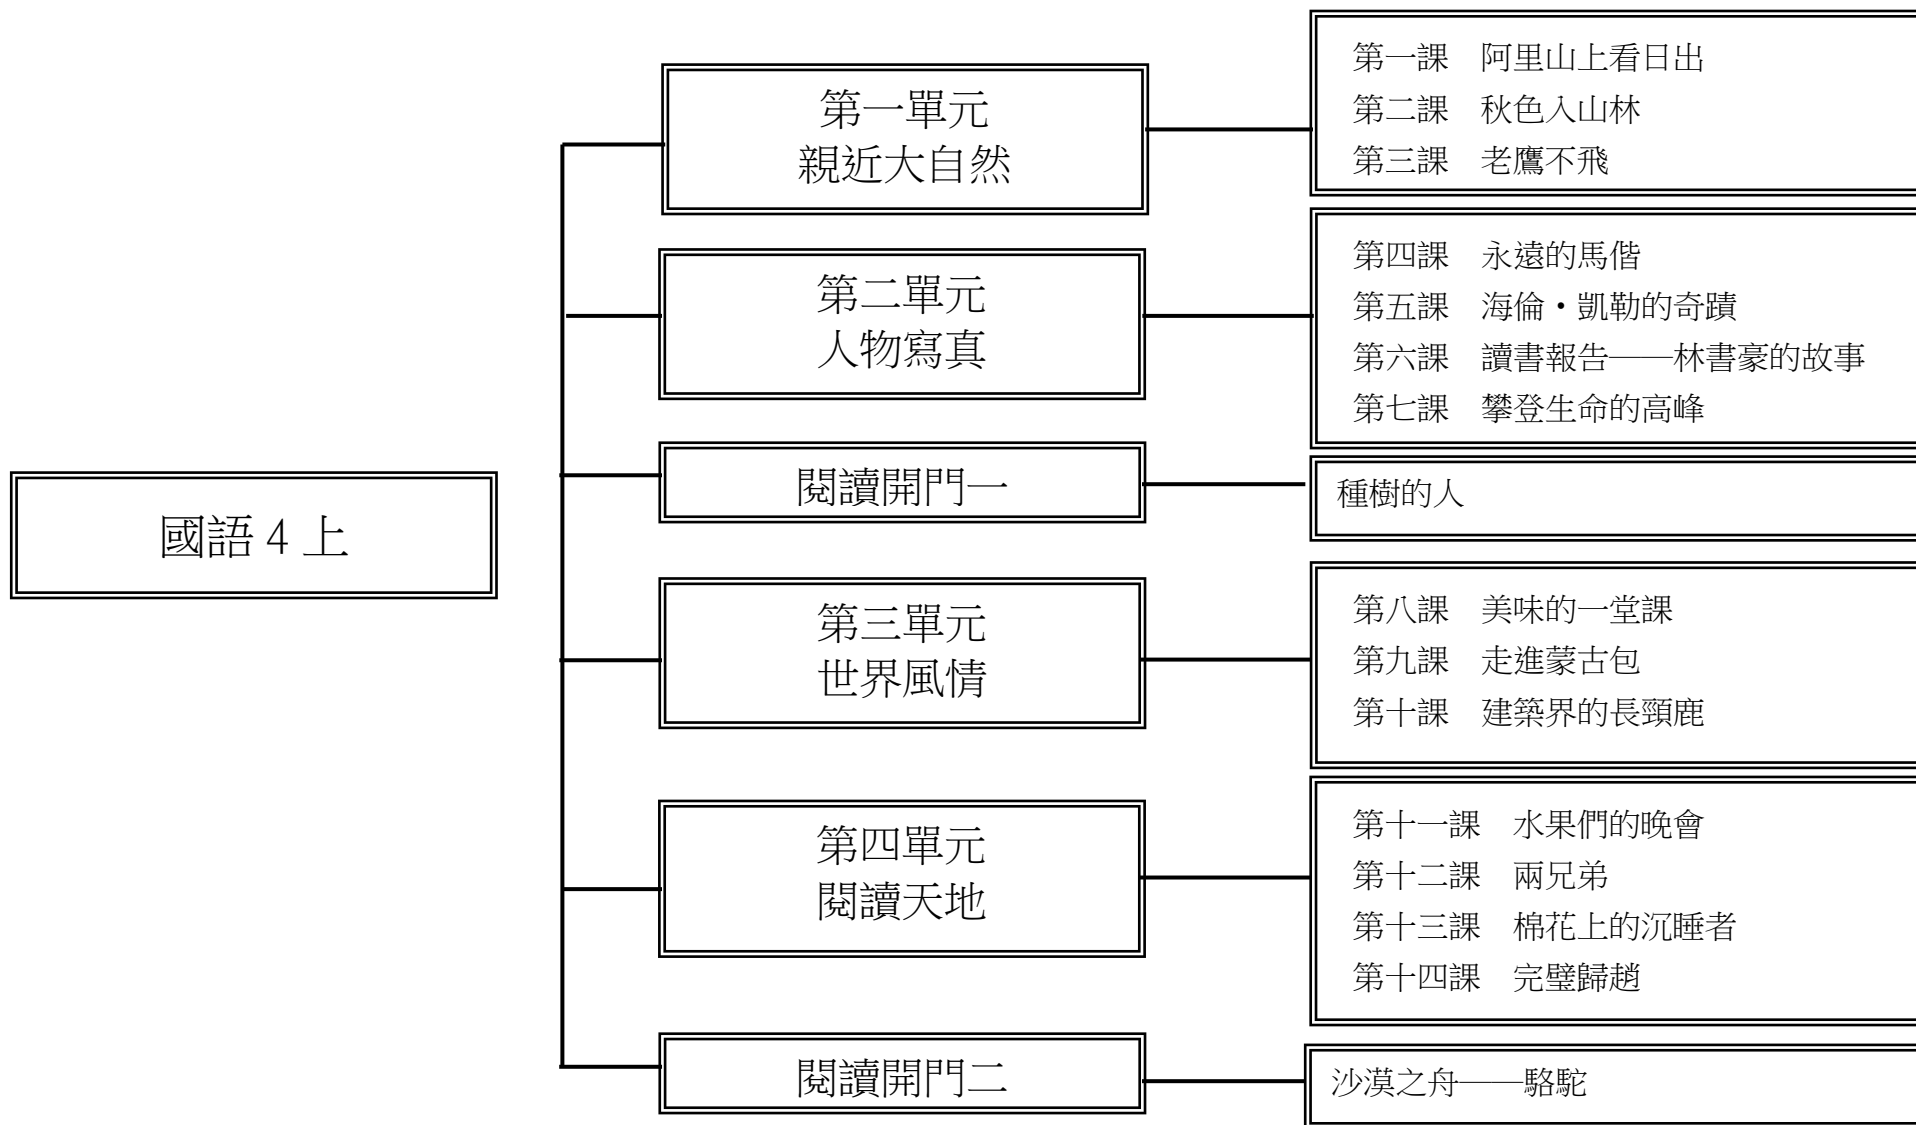 國語 4 上
第一單元
親近大自然
第一課 阿里山上看日出
第二課 秋色入山林
第三課 老鷹不飛
第二單元
人物寫真
第四課 永遠的馬偕
第五課 海倫・凱勒的奇蹟
第六課 讀書報告——林書豪的故事
第七課 攀登生命的高峰
閱讀開門一
種樹的人
第三單元
世界風情
第八課 美味的一堂課
第九課 走進蒙古包
第十課 建築界的長頸鹿
第四單元
閱讀天地
第十一課 水果們的晚會
第十二課 兩兄弟
第十三課 棉花上的沉睡者
第十四課 完璧歸趙
閱讀開門二
沙漠之舟——駱駝